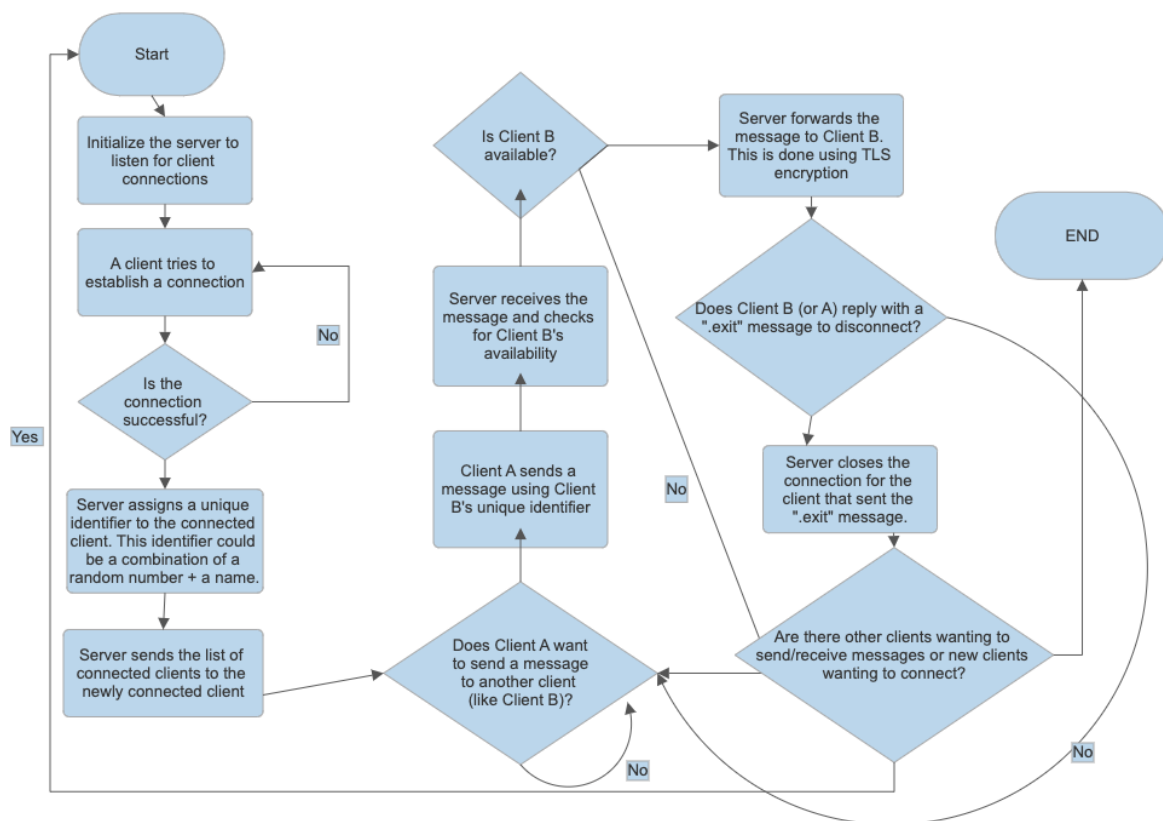 Start
Initialize the server to
listen for client
connections
A client tries to
establish a connection
No
Is the
connection
successful?
Yes
Server assigns a unique
identifier to the connected
client. This identifier could
be a combination of a
random number + a name.
Server sends the list of
connected clients to the
newly connected client
Does Client A want
to send a message
to another client
(like Client B)?
No
Client A sends a
message using Client
B's unique identifier
Server receives the
message and checks
for Client B's
availability
Is Client B
available?
No
Server forwards the
message to Client B.
This is done using TLS
encryption
Does Client B (or A) reply with a
".exit" message to disconnect?
No
Server closes the
connection for the
client that sent the
".exit" message.
Are there other clients wanting to
send/receive messages or new clients
wanting to connect?
END